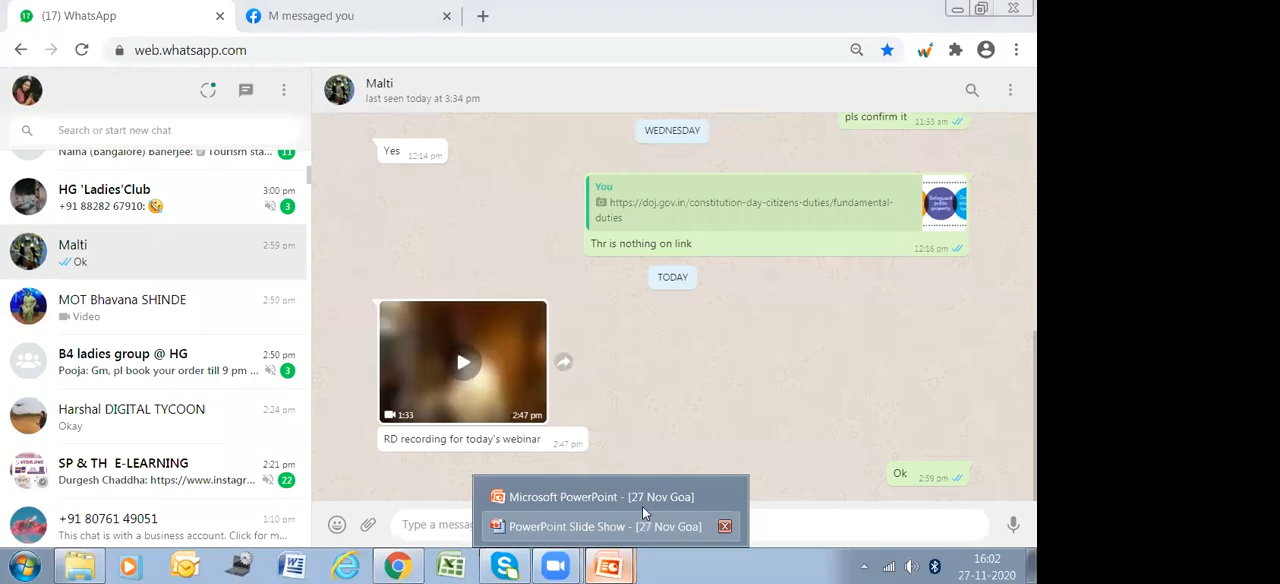 (17) WhatsApp
M messaged you
web.whatsapp.com
Malti
last seen today at 3:34 pm
Search or start new chat
Naina (Bangalore) Banerjee: Tourism sta... 11
HG 'Ladies'Club 3:00 pm
+91 88282 67910: 3
Malti 2:59 pm
Ok
MOT Bhavana SHINDE 2:50 pm
Video
B4 ladies group @ HG 2:50 pm
Pooja: Gm, pl book your order till 9 pm ... 3
Harshal DIGITAL TYCOON 2:24 pm
Okay
SP & TH E-LEARNING 2:21 pm
Durgesh Chaddha: https://www.instagr... 22
+91 80761 49051 1:10 pm
This chat is with a business account. Click for m...
pls confirm it 11:53 am
WEDNESDAY
Yes 12:14 pm
You
https://doj.gov.in/constitution-day-citizens-duties/fundamental-
duties
Safeguard
public
property
Thr is nothing on link 12:16 pm
TODAY
1:33 2:47 pm
RD recording for today's webinar 2:47 pm
Ok 2:59 pm
Type a messa
Microsoft PowerPoint - [27 Nov Goa]
PowerPoint Slide Show - [27 Nov Goa]
16:02
27-11-2020